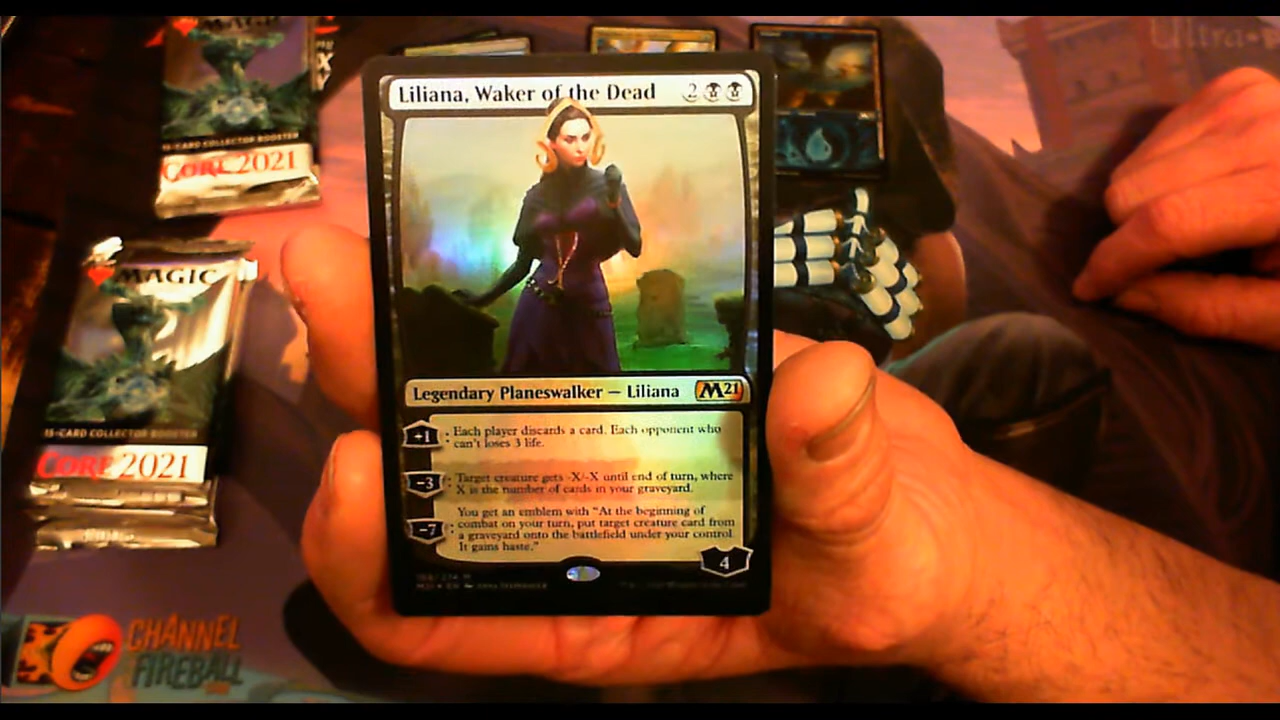 MAGIC
15-CARD COLLECTOR BOOSTER
CORE 2021
Ultra
Liliana, Waker of the Dead 2
Legendary Planeswalker — Liliana M21
+1 : Each player discards a card. Each opponent who
can't loses 3 life.
-3 : Target creature gets -X/-X until end of turn, where
X is the number of cards in your graveyard.
You get an emblem with "At the beginning of
-7 : combat on your turn, put target creature card from
a graveyard onto the battlefield under your control.
It gains haste."
4
MAGIC
15-CARD COLLECTOR BOOSTER
CORE 2021
CHANNEL
FIREBALL